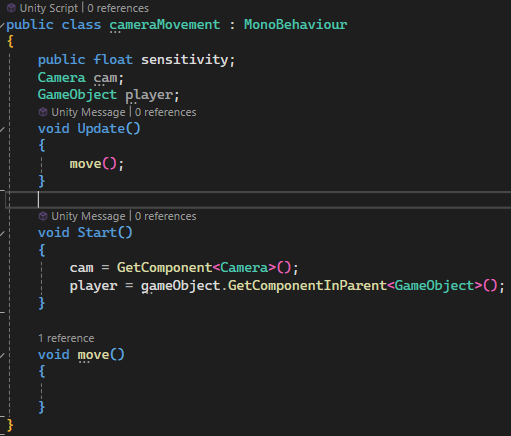 Unity Script | 0 references
public class cameraMovement : MonoBehaviour
{
public float sensitivity;
Camera cam;
GameObject player;
Unity Message | 0 references
void Update()
{
move();
}
Unity Message | 0 references
void Start()
{
cam = GetComponent<Camera>();
player = gameObject.GetComponentInParent<GameObject>();
}
1 reference
void move()
{
}
}